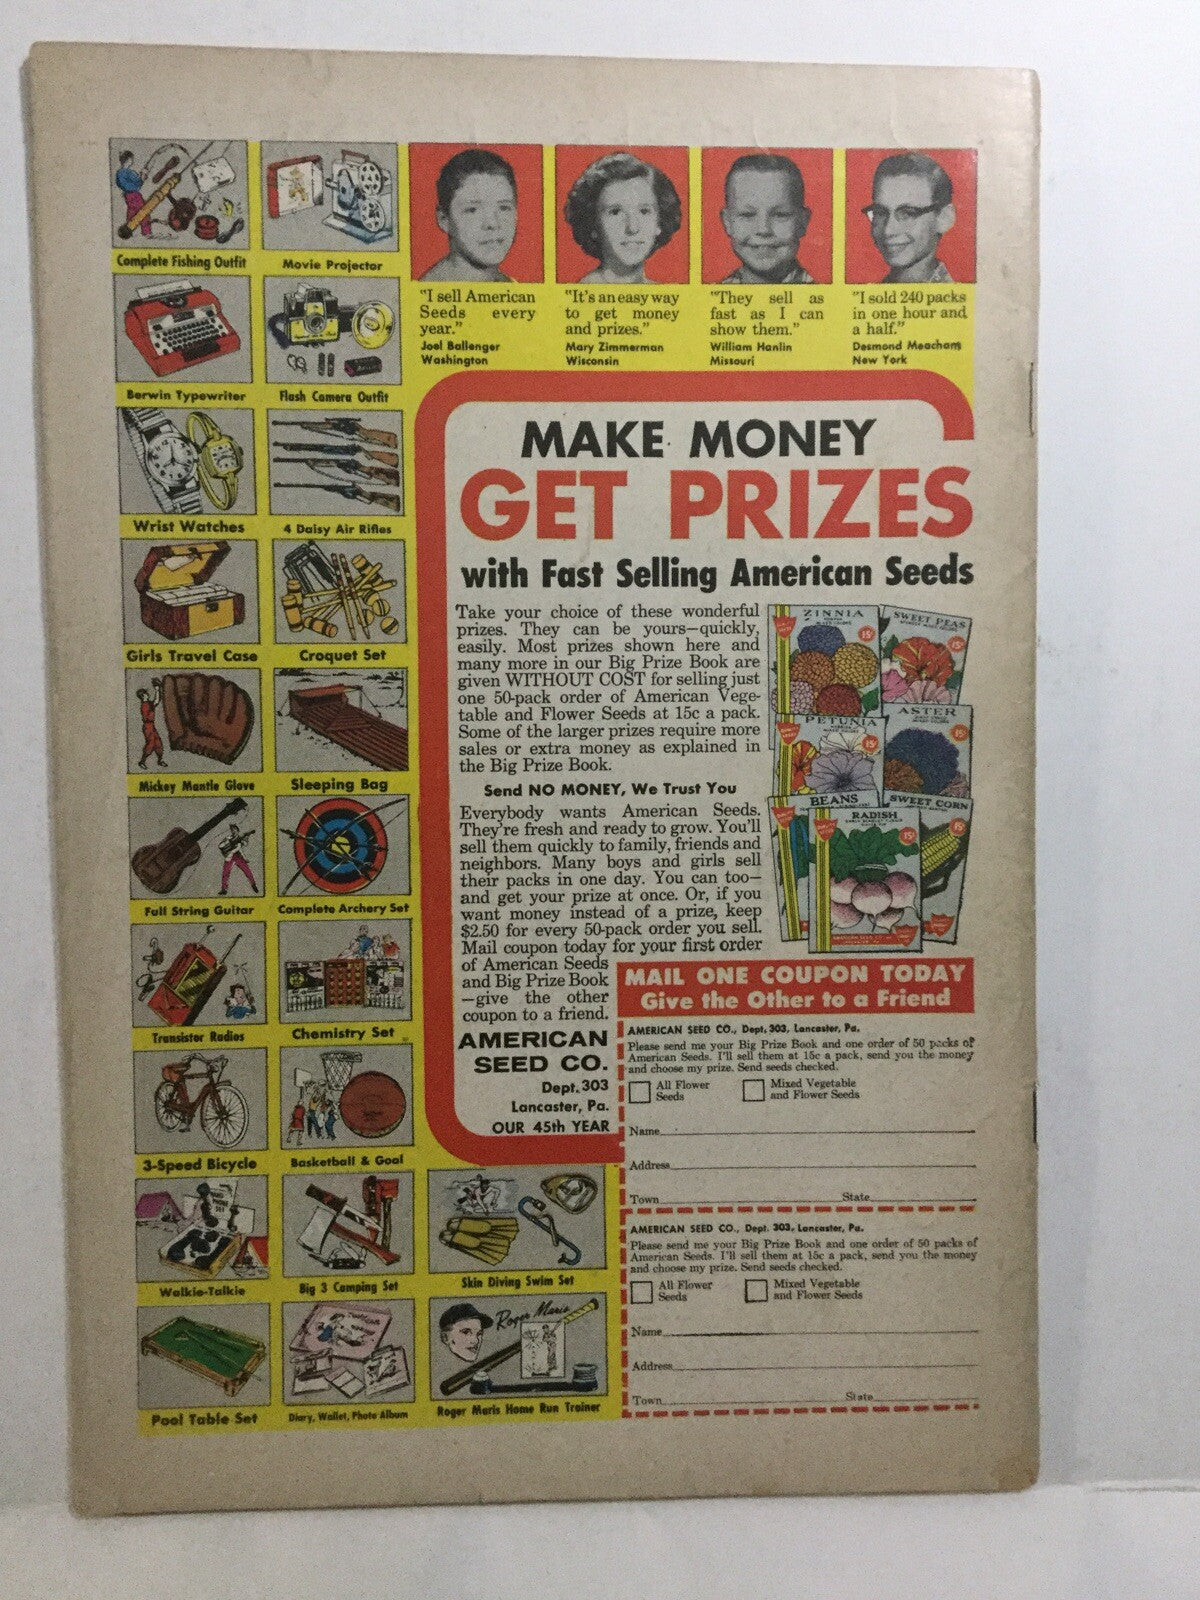 Complete Fishing Outfit
Movie Projector
Berwin Typewriter
Flash Camera Outfit
Wrist Watches
4 Daisy Air Rifles
Girls Travel Case
Croquet Set
Mickey Mantle Glove
Sleeping Bag
Full String Guitar
Complete Archery Set
Transistor Radios
Chemistry Set
3-Speed Bicycle
Basketball & Goal
Walkie-Talkie
Big 3 Camping Set
Skin Diving Swim Set
Pool Table Set
Diary, Wallet, Photo Album
Roger Maris
Roger Maris Home Run Trainer
"I sell American
Seeds every
year."
Joel Ballenger
Washington
"It's an easy way
to get money
and prizes."
Mary Zimmerman
Wisconsin
"They sell as
fast as I can
show them."
William Hanlin
Missouri
"I sold 240 packs
in one hour and
a half."
Desmond Meacham
New York
MAKE MONEY
GET PRIZES
with Fast Selling American Seeds
Take your choice of these wonderful
prizes. They can be yours—quickly,
easily. Most prizes shown here and
many more in our Big Prize Book are
given WITHOUT COST for selling just
one 50-pack order of American Vege-
table and Flower Seeds at 15c a pack.
Some of the larger prizes require more
sales or extra money as explained in
the Big Prize Book.
Send NO MONEY, We Trust You
Everybody wants American Seeds.
They're fresh and ready to grow. You'll
sell them quickly to family, friends and
neighbors. Many boys and girls sell
their packs in one day. You can too—
and get your prize at once. Or, if you
want money instead of a prize, keep
$2.50 for every 50-pack order you sell.
Mail coupon today for your first order
of American Seeds
and Big Prize Book
—give the other
coupon to a friend.
AMERICAN
SEED CO.
Dept. 303
Lancaster, Pa.
OUR 45th YEAR
ZINNIA
15¢
SWEET PEAS
15¢
PETUNIA
15¢
ASTER
15¢
BEANS
SWEET CORN
15¢
RADISH
15¢
MAIL ONE COUPON TODAY
Give the Other to a Friend
AMERICAN SEED CO., Dept. 303, Lancaster, Pa.
Please send me your Big Prize Book and one order of 50 packs of
American Seeds. I'll sell them at 15c a pack, send you the money
and choose my prize. Send seeds checked.
All Flower
Seeds
Mixed Vegetable
and Flower Seeds
Name
Address
Town State
AMERICAN SEED CO., Dept. 303, Lancaster, Pa.
Please send me your Big Prize Book and one order of 50 packs of
American Seeds. I'll sell them at 15c a pack, send you the money
and choose my prize. Send seeds checked.
All Flower
Seeds
Mixed Vegetable
and Flower Seeds
Name
Address
Town State